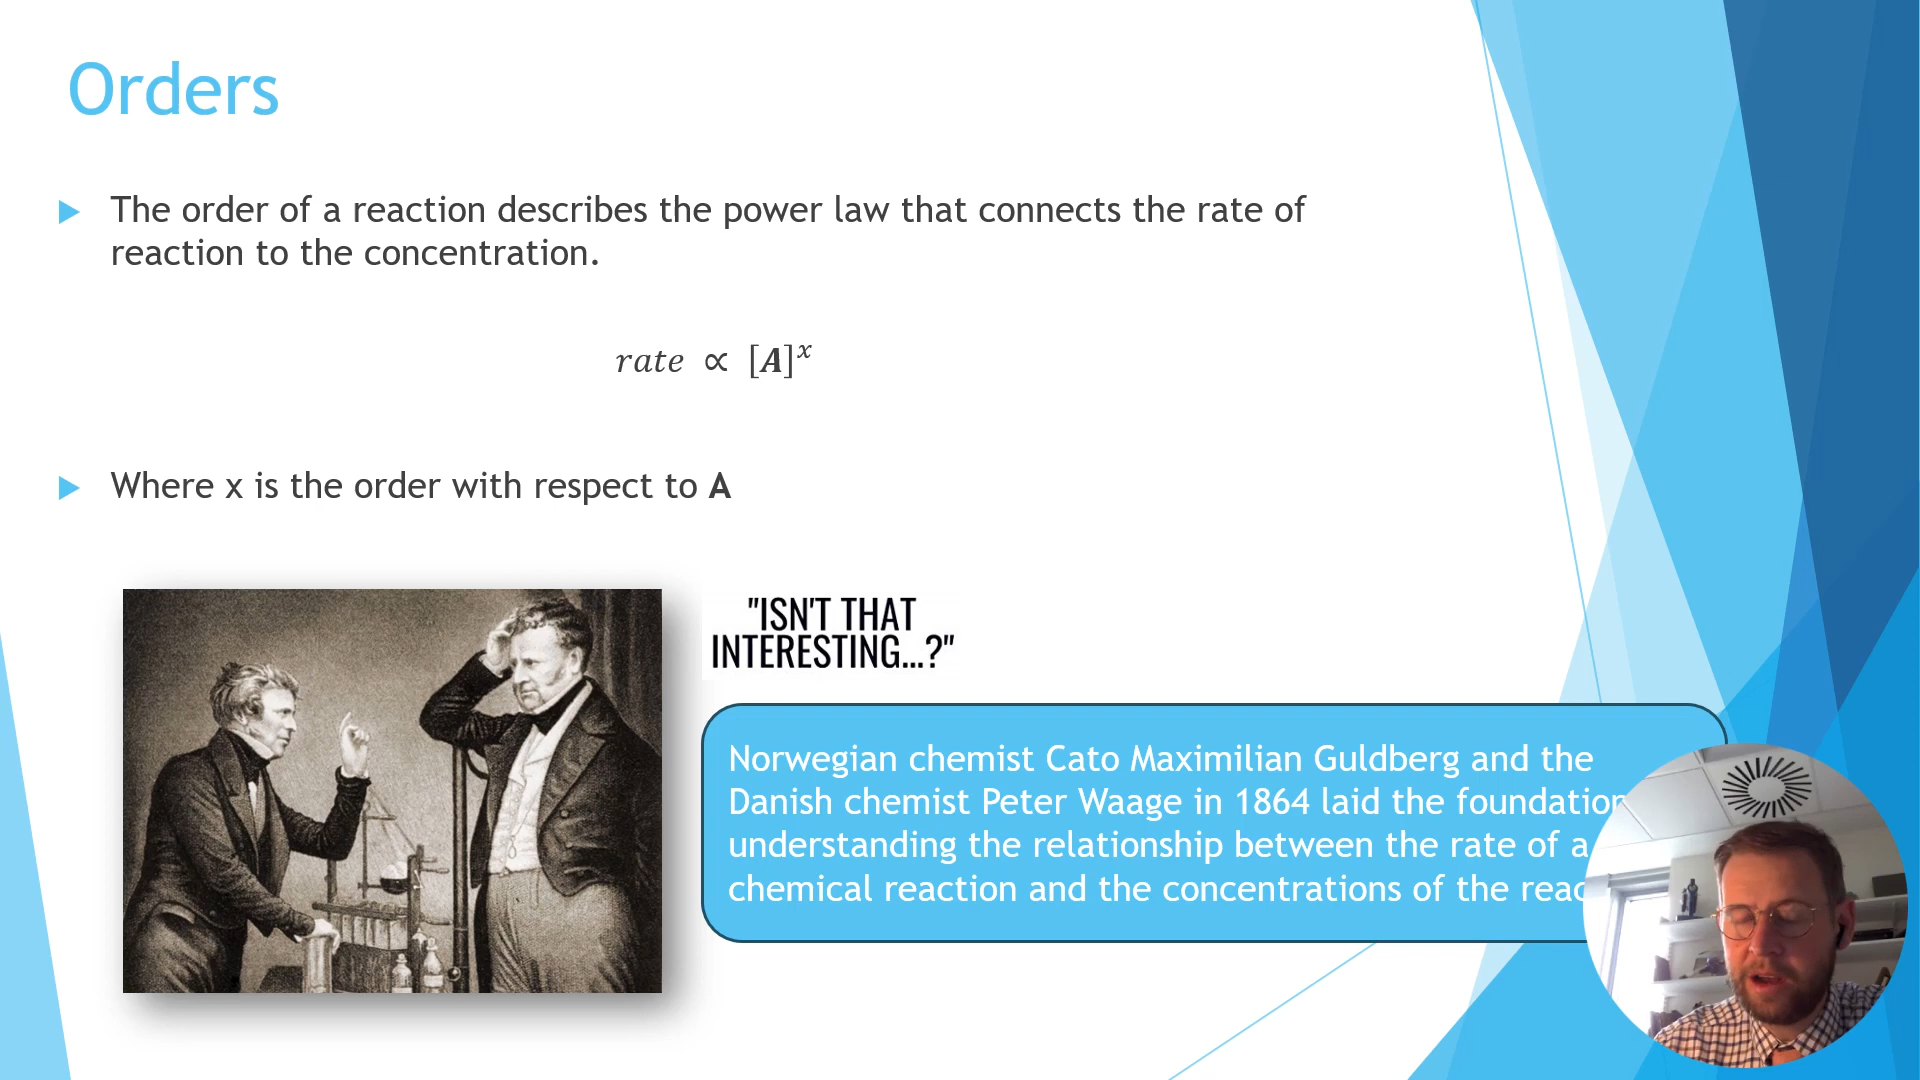 Orders
The order of a reaction describes the power law that connects the rate of
reaction to the concentration.
rate ∝ [A]^x
Where x is the order with respect to A
"ISN'T THAT
INTERESTING...?"
Norwegian chemist Cato Maximilian Guldberg and the
Danish chemist Peter Waage in 1864 laid the
understanding the relationship between the rate of a
chemical reaction and the concentrations of the